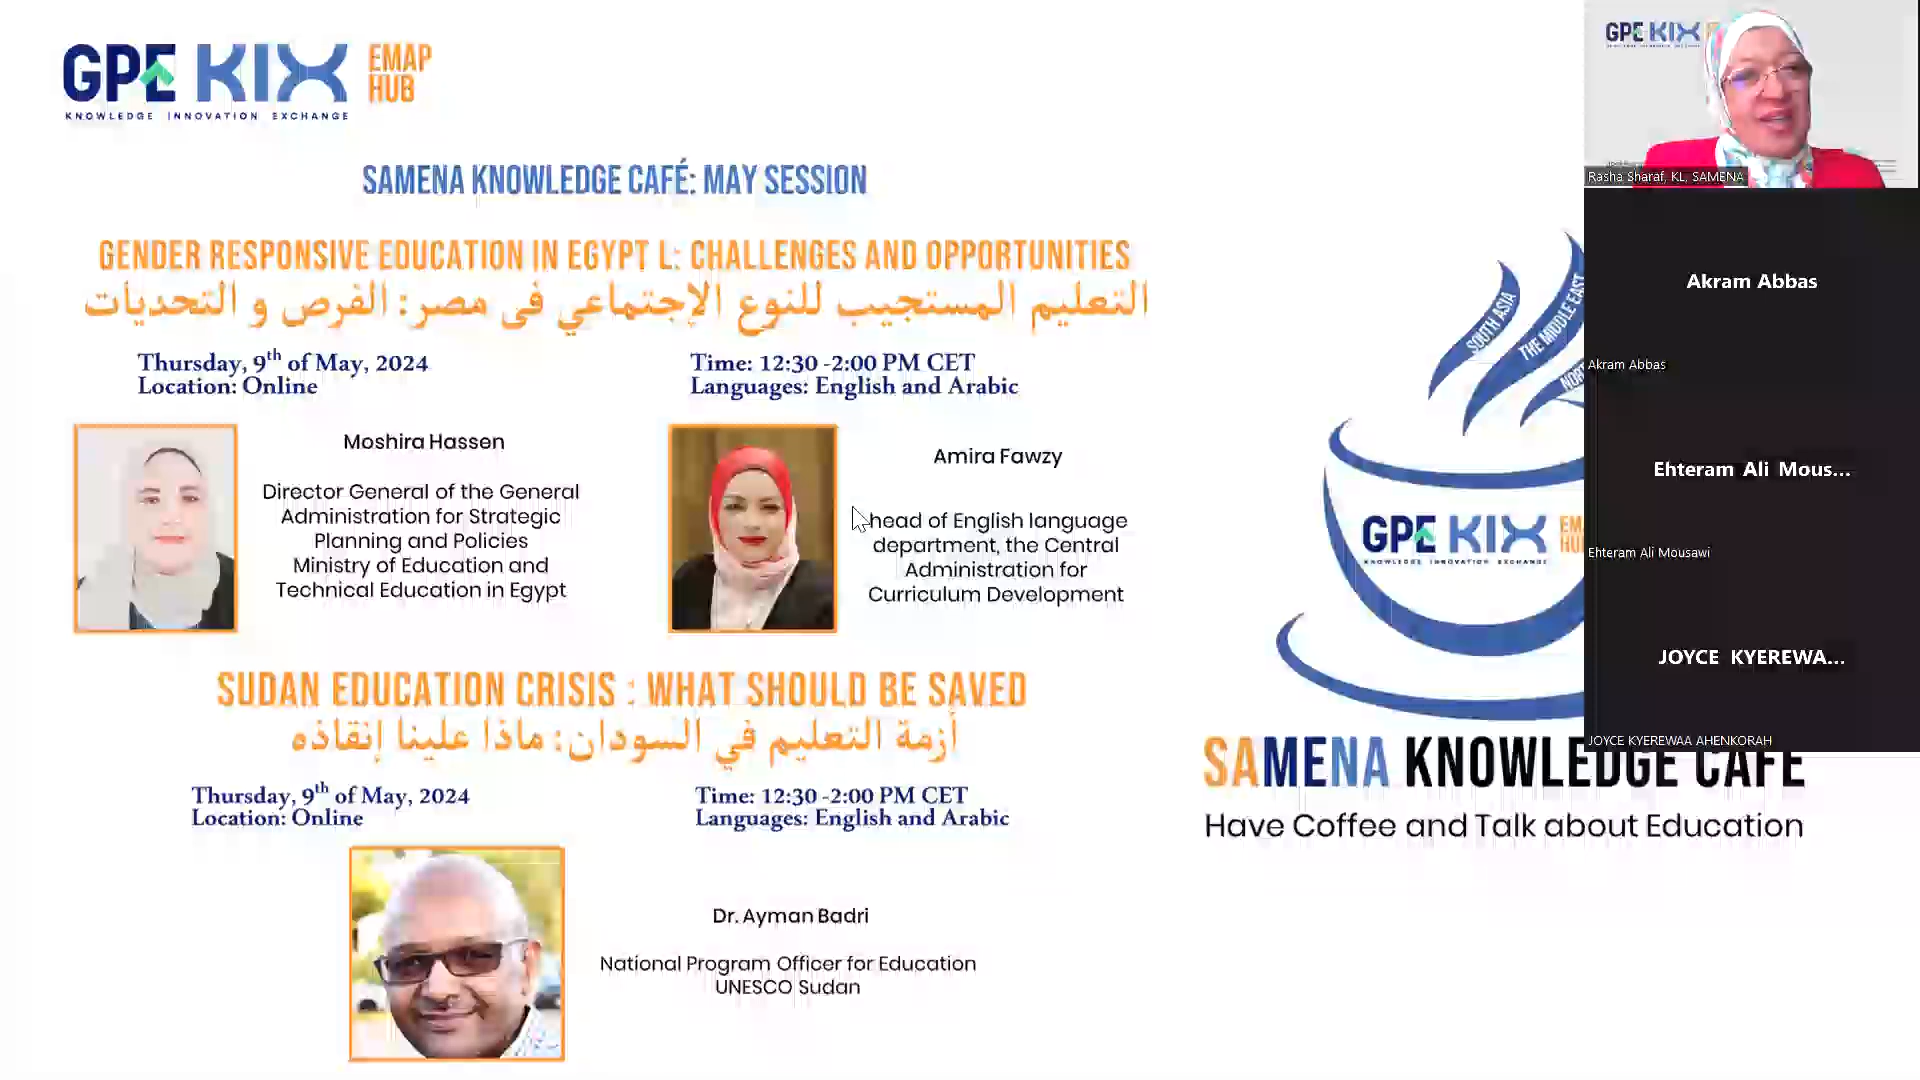 GPE KIX EMAP HUB
KNOWLEDGE INNOVATION EXCHANGE
SAMENA KNOWLEDGE CAFÉ: MAY SESSION
GENDER RESPONSIVE EDUCATION IN EGYPT L: CHALLENGES AND OPPORTUNITIES
التعليم المستجيب للنوع الإجتماعي فى مصر: الفرص و التحديات
Thursday, 9th of May, 2024
Location: Online
Time: 12:30 -2:00 PM CET
Languages: English and Arabic
Moshira Hassen
Director General of the General
Administration for Strategic
Planning and Policies
Ministry of Education and
Technical Education in Egypt
Amira Fawzy
head of English language
department, the Central
Administration for
Curriculum Development
SUDAN EDUCATION CRISIS : WHAT SHOULD BE SAVED
أزمة التعليم في السودان: ماذا علينا إنقاذه
Thursday, 9th of May, 2024
Location: Online
Time: 12:30 -2:00 PM CET
Languages: English and Arabic
Dr. Ayman Badri
National Program Officer for Education
UNESCO Sudan
SOUTH ASIA
THE MIDDLE EAST
GPE KIX
KNOWLEDGE INNOVATION EXCHANGE
SAMENA KNOWLEDGE CAFE
Have Coffee and Talk about Education
GPE KIX
Rasha Sharaf, KL, SAMENA
Akram Abbas
Akram Abbas
Ehteram Ali Mous...
Ehteram Ali Mousawi
JOYCE KYEREWA...
JOYCE KYEREWAA AHENKORAH